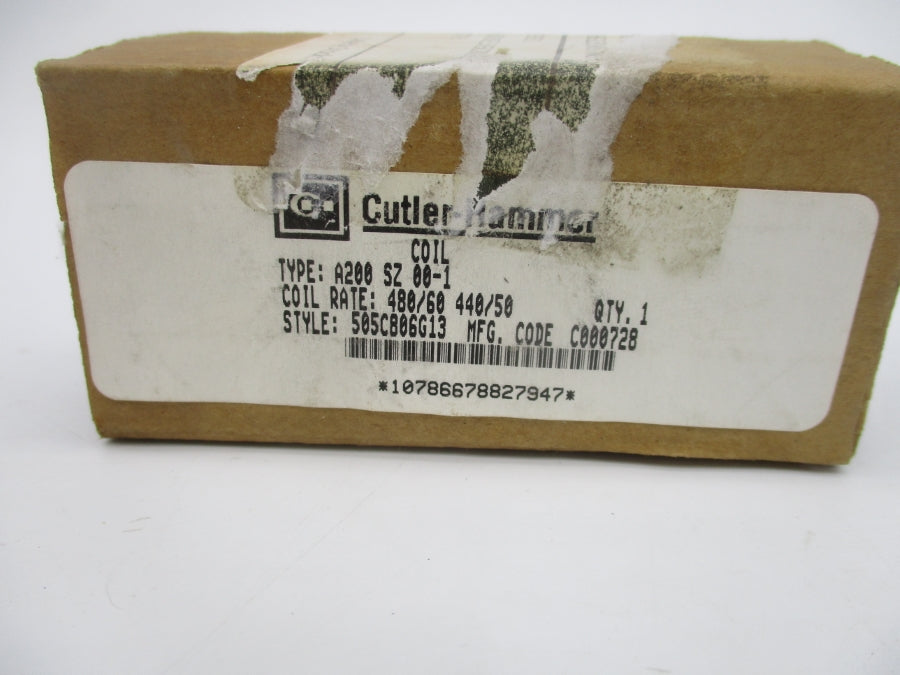 Cutler-Hammer
COIL
TYPE: A200 SZ 00-1
COIL RATE: 480/60 440/50 QTY. 1
STYLE: 505C806G13 MFG. CODE C000728
*10786678827947*